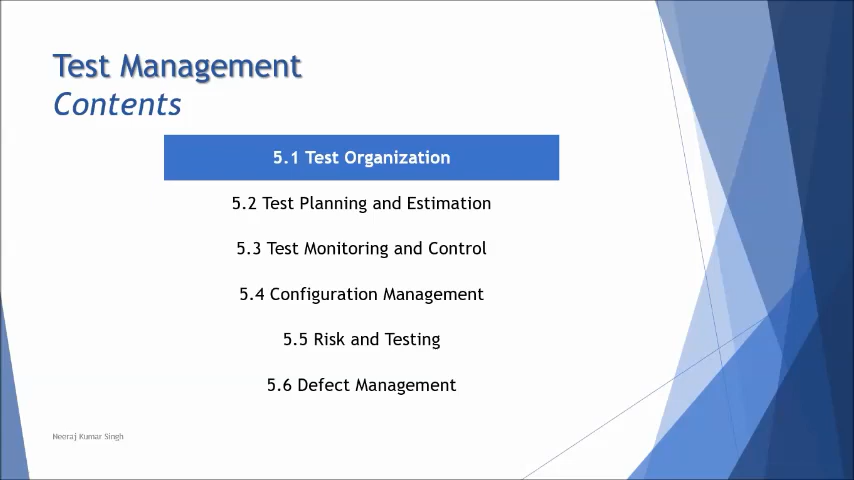 Test Management
Contents
5.1 Test Organization
5.2 Test Planning and Estimation
5.3 Test Monitoring and Control
5.4 Configuration Management
5.5 Risk and Testing
5.6 Defect Management
Neeraj Kumar Singh